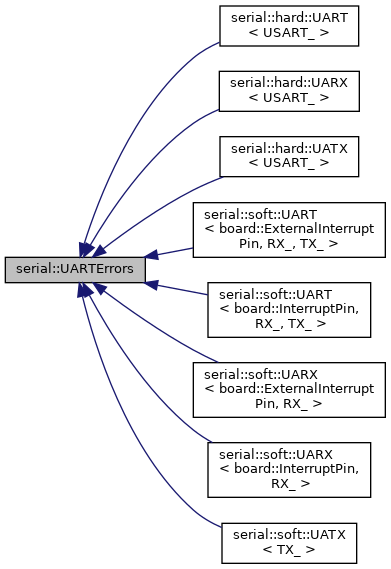 serial::hard::UART
< USART_ >
serial::hard::UARX
< USART_ >
serial::hard::UATX
< USART_ >
serial::soft::UART
< board::ExternalInterrupt
Pin, RX_, TX_ >
serial::UARTErrors
serial::soft::UART
< board::InterruptPin,
RX_, TX_ >
serial::soft::UARX
< board::ExternalInterrupt
Pin, RX_ >
serial::soft::UARX
< board::InterruptPin,
RX_ >
serial::soft::UATX
< TX_ >